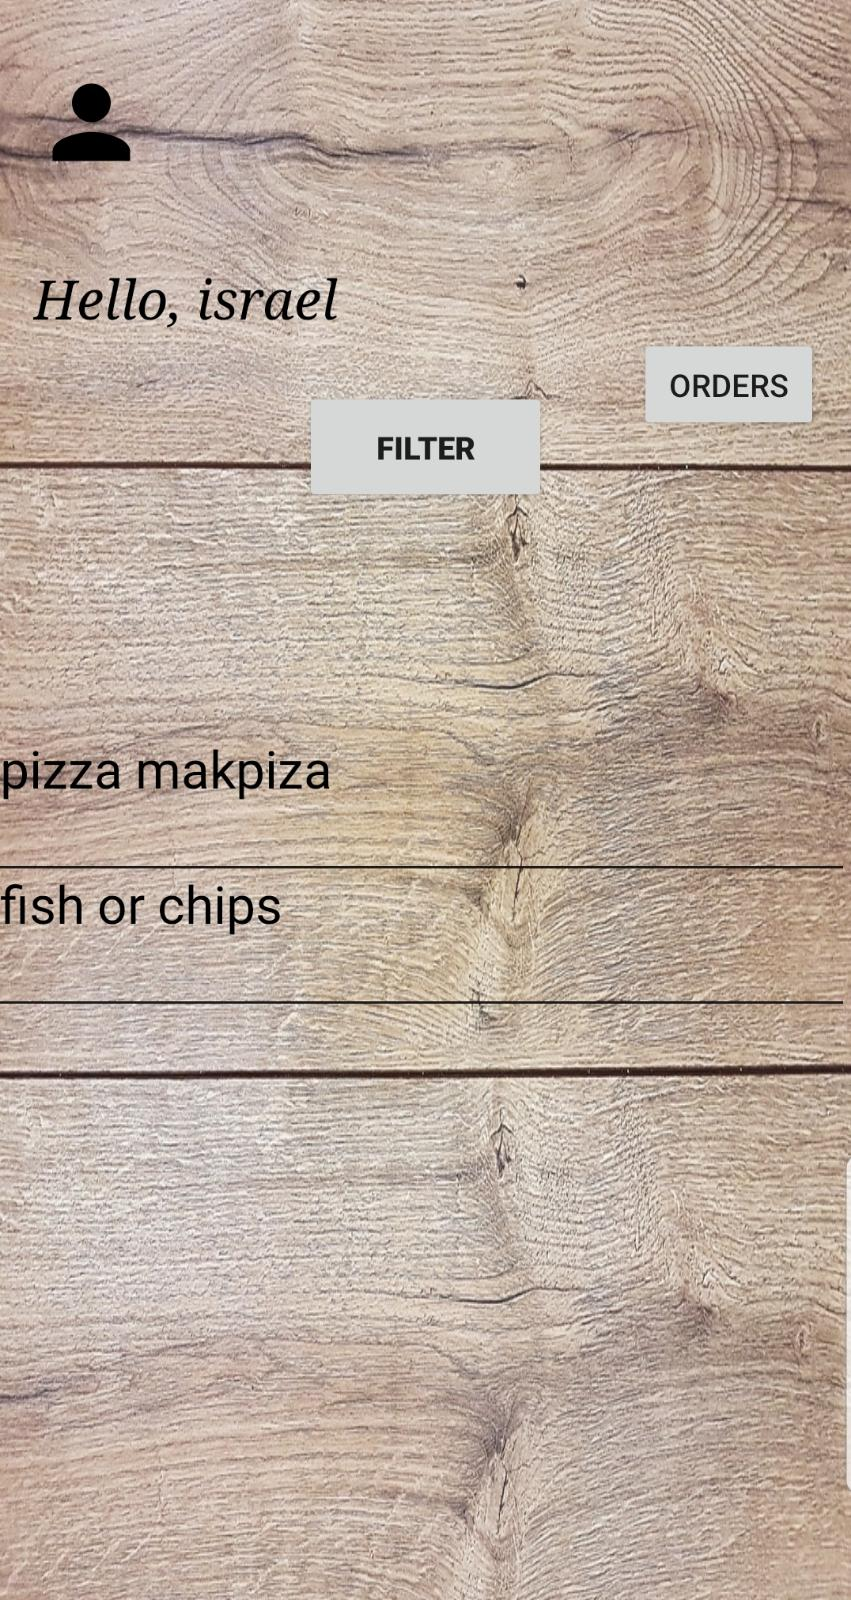 Hello, israel
ORDERS
FILTER
pizza makpiza
fish or chips